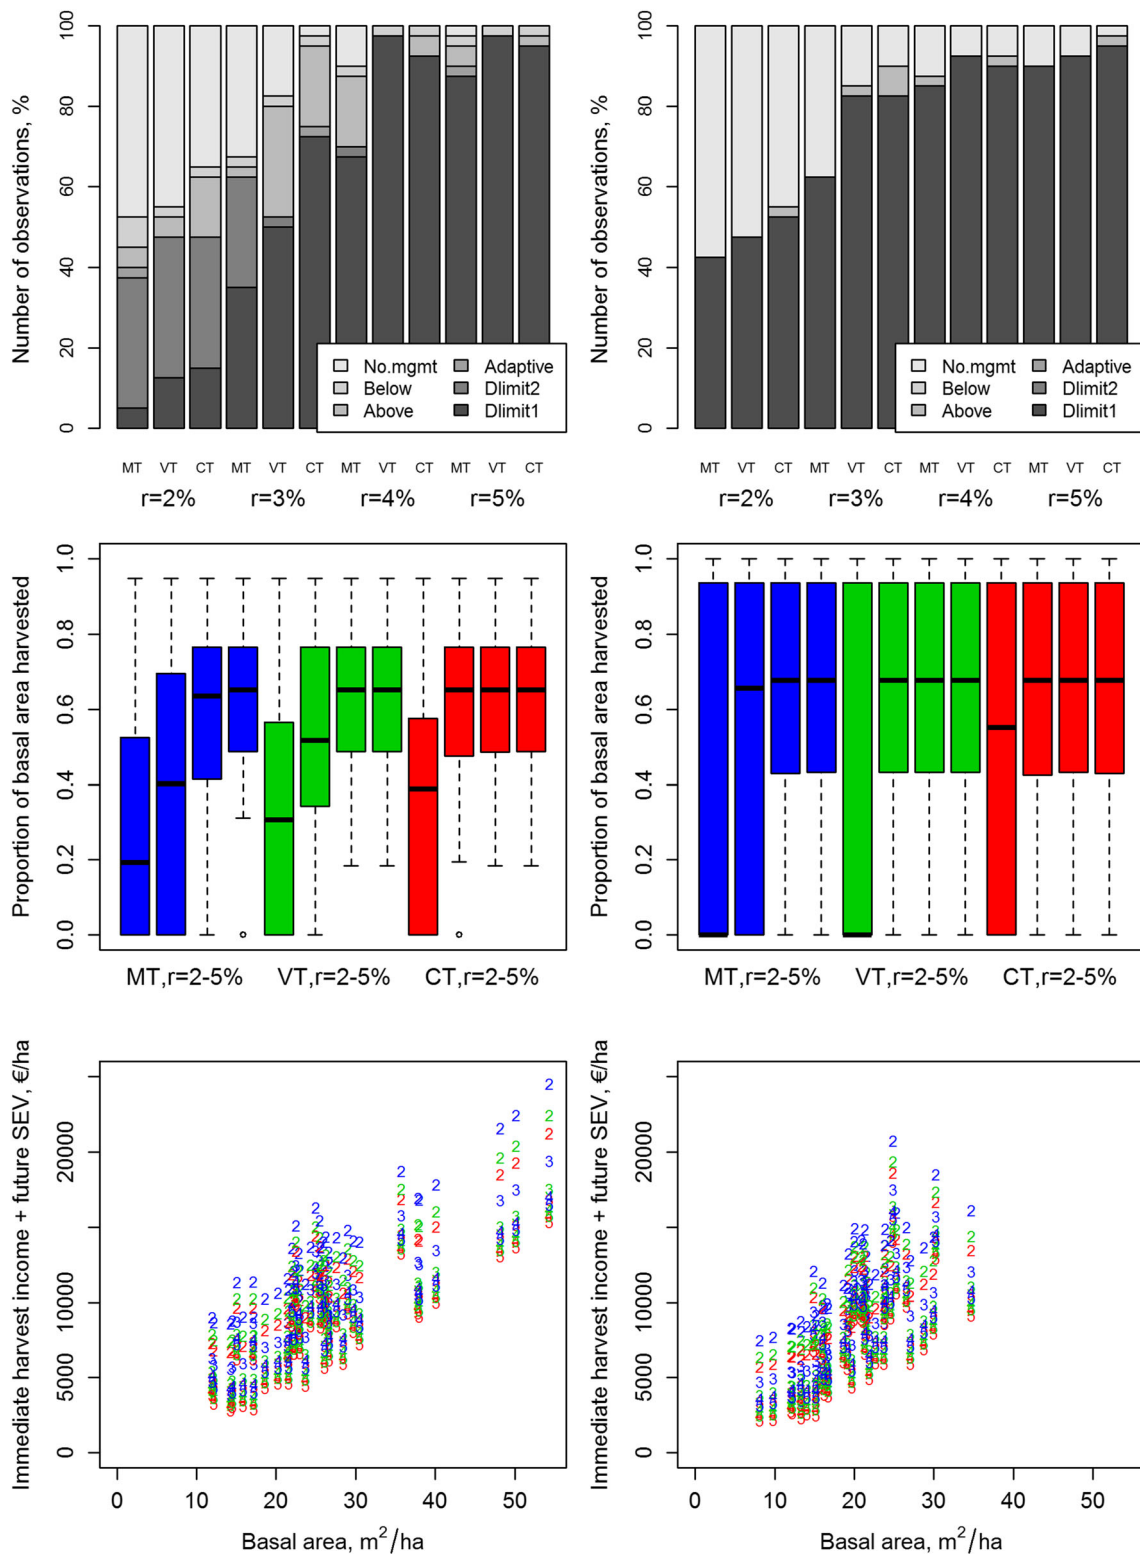 Number of observations, %
100
80
60
40
20
0
No.mgmt
Below
Above
Adaptive
Dlimit2
Dlimit1
MT VT CT MT VT CT MT VT CT MT VT CT
r=2% r=3% r=4% r=5%
Number of observations, %
100
80
60
40
20
0
No.mgmt
Below
Above
Adaptive
Dlimit2
Dlimit1
MT VT CT MT VT CT MT VT CT MT VT CT
r=2% r=3% r=4% r=5%
Proportion of basal area harvested
1.0
0.8
0.6
0.4
0.2
0.0
MT,r=2-5% VT,r=2-5% CT,r=2-5%
Proportion of basal area harvested
1.0
0.8
0.6
0.4
0.2
0.0
MT,r=2-5% VT,r=2-5% CT,r=2-5%
Immediate harvest income + future SEV, €/ha
20000
10000
5000
0
0 10 20 30 40 50
Basal area, m²/ha
Immediate harvest income + future SEV, €/ha
20000
10000
5000
0
0 10 20 30 40 50
Basal area, m²/ha